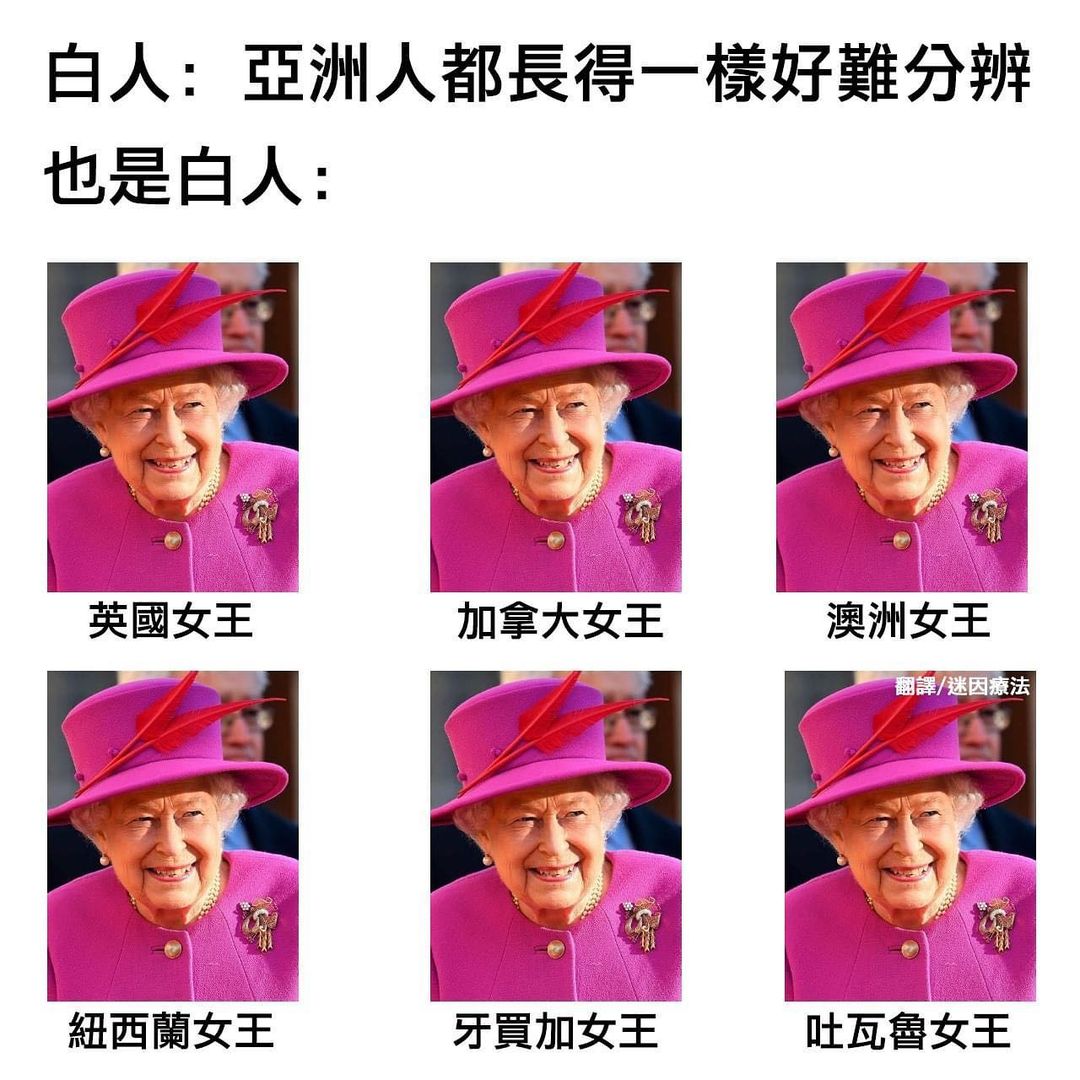 白人：亞洲人都長得一樣好難分辨
也是白人：
英國女王
加拿大女王
澳洲女王
翻譯/迷因療法
紐西蘭女王
牙買加女王
吐瓦魯女王